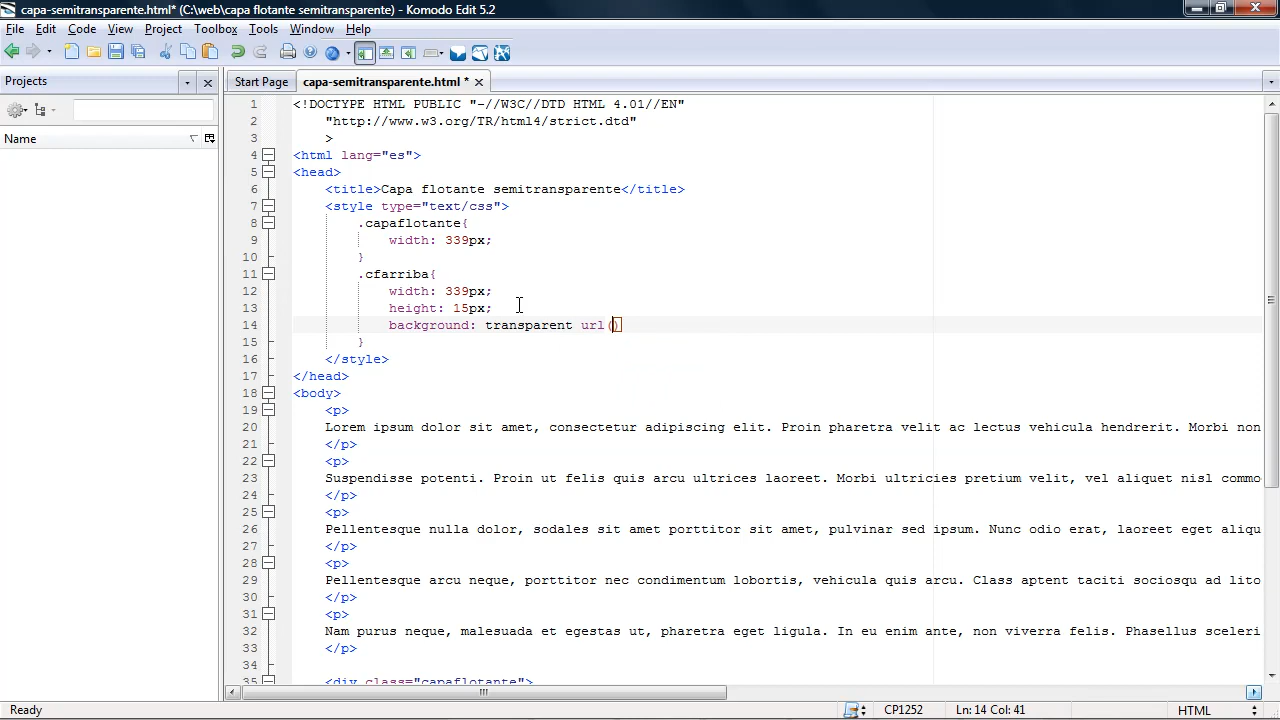 capa-semitransparente.html* (C:\web\capa flotante semitransparente) - Komodo Edit 5.2
File Edit Code View Project Toolbox Tools Window Help
Projects
Start Page
capa-semitransparente.html *
Name
1 <!DOCTYPE HTML PUBLIC "-//W3C//DTD HTML 4.01//EN"
2 "http://www.w3.org/TR/html4/strict.dtd"
3 >
4 <html lang="es">
5 <head>
6 <title>Capa flotante semitransparente</title>
7 <style type="text/css">
8 .capaflotante{
9 width: 339px;
10 }
11 .cfarriba{
12 width: 339px;
13 height: 15px;
14 background: transparent url()
15 }
16 </style>
17 </head>
18 <body>
19 <p>
20 Lorem ipsum dolor sit amet, consectetur adipiscing elit. Proin pharetra velit ac lectus vehicula hendrerit. Morbi non
21 </p>
22 <p>
23 Suspendisse potenti. Proin ut felis quis arcu ultrices laoreet. Morbi ultricies pretium velit, vel aliquet nisl commo
24 </p>
25 <p>
26 Pellentesque nulla dolor, sodales sit amet porttitor sit amet, pulvinar sed ipsum. Nunc odio erat, laoreet eget aliqu
27 </p>
28 <p>
29 Pellentesque arcu neque, porttitor nec condimentum lobortis, vehicula quis arcu. Class aptent taciti sociosqu ad lito
30 </p>
31 <p>
32 Nam purus neque, malesuada et egestas ut, pharetra eget ligula. In eu enim ante, non viverra felis. Phasellus sceleri
33 </p>
34
35 <div class="capaflotante">
Ready
CP1252
Ln: 14 Col: 41
HTML